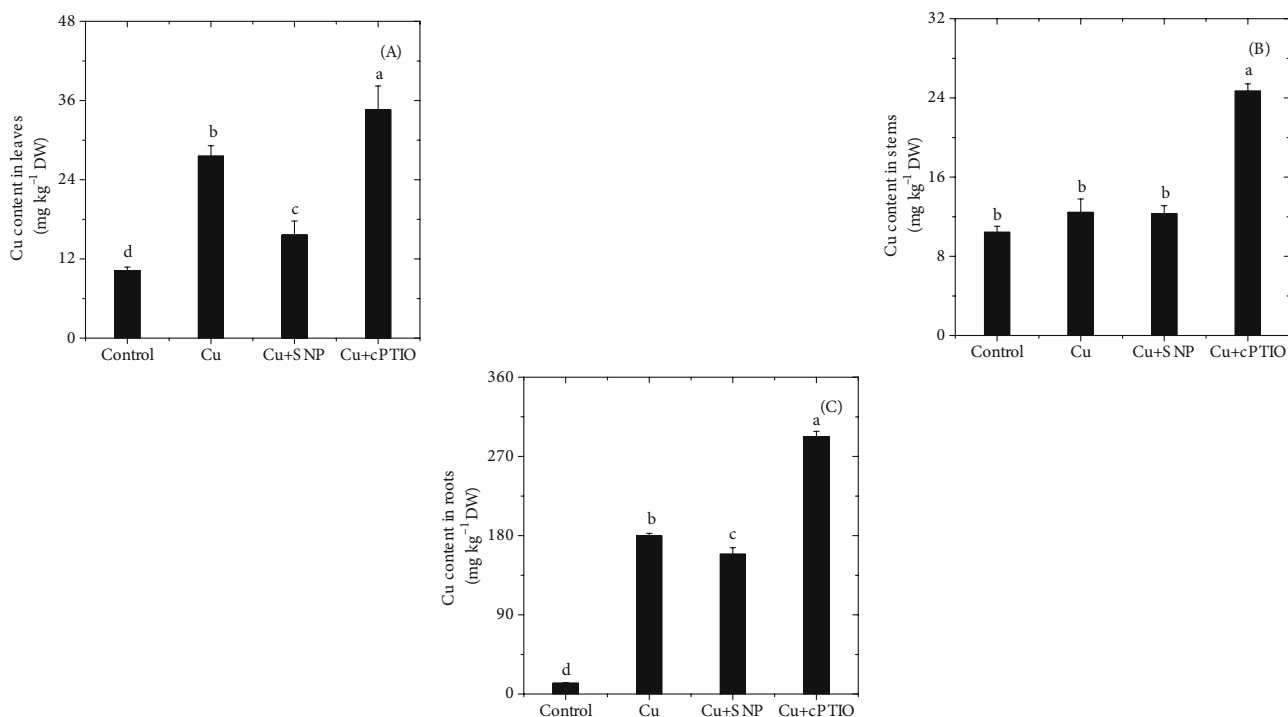 48
36
24
12
0
Cu content in leaves
(mg kg⁻¹ DW)
(A)
d
b
c
a
Control Cu Cu+SNP Cu+cPTIO
32
24
16
8
0
Cu content in stems
(mg kg⁻¹ DW)
(B)
b
b
b
a
Control Cu Cu+SNP Cu+cPTIO
360
270
180
90
0
Cu content in roots
(mg kg⁻¹ DW)
(C)
d
b
c
a
Control Cu Cu+SNP Cu+cPTIO